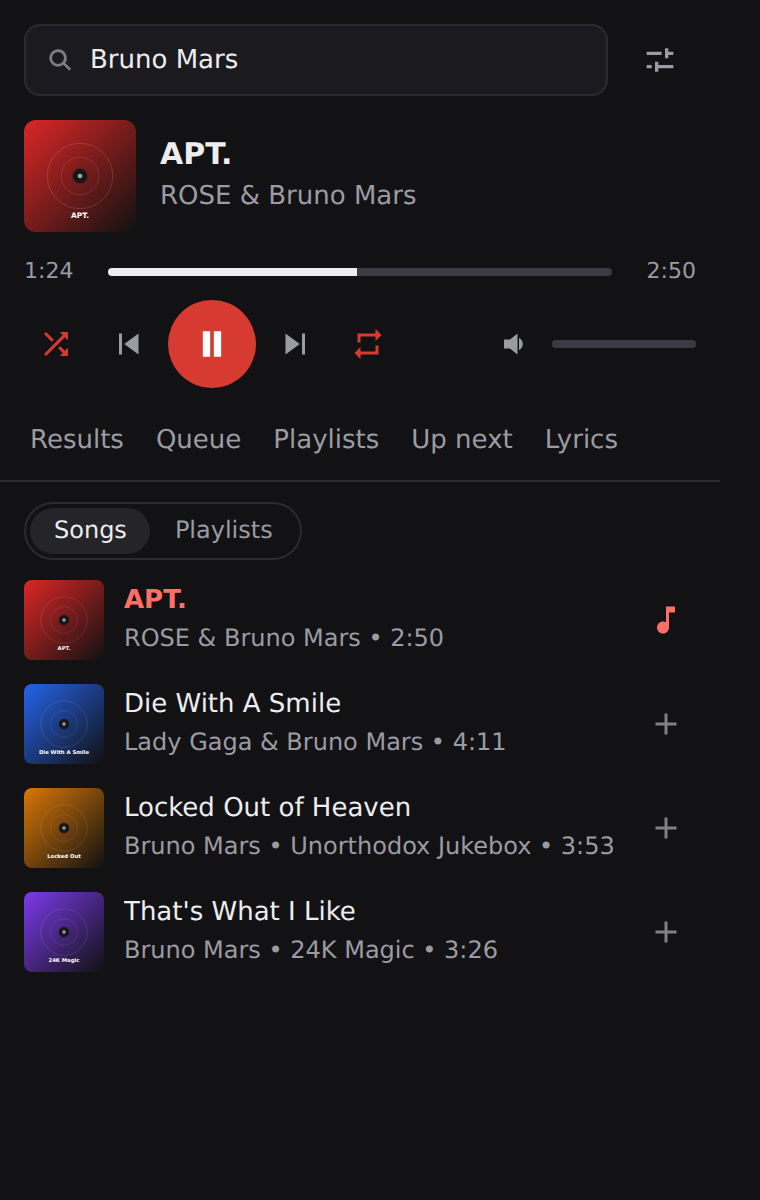 Bruno Mars
APT.
APT.
ROSE & Bruno Mars
1:24
2:50
Results Queue Playlists Up next Lyrics
Songs Playlists
APT.
APT.
ROSE & Bruno Mars • 2:50
Die With A Smile
Die With A Smile
Lady Gaga & Bruno Mars • 4:11
Locked Out
Locked Out of Heaven
Bruno Mars • Unorthodox Jukebox • 3:53
24K Magic
That's What I Like
Bruno Mars • 24K Magic • 3:26